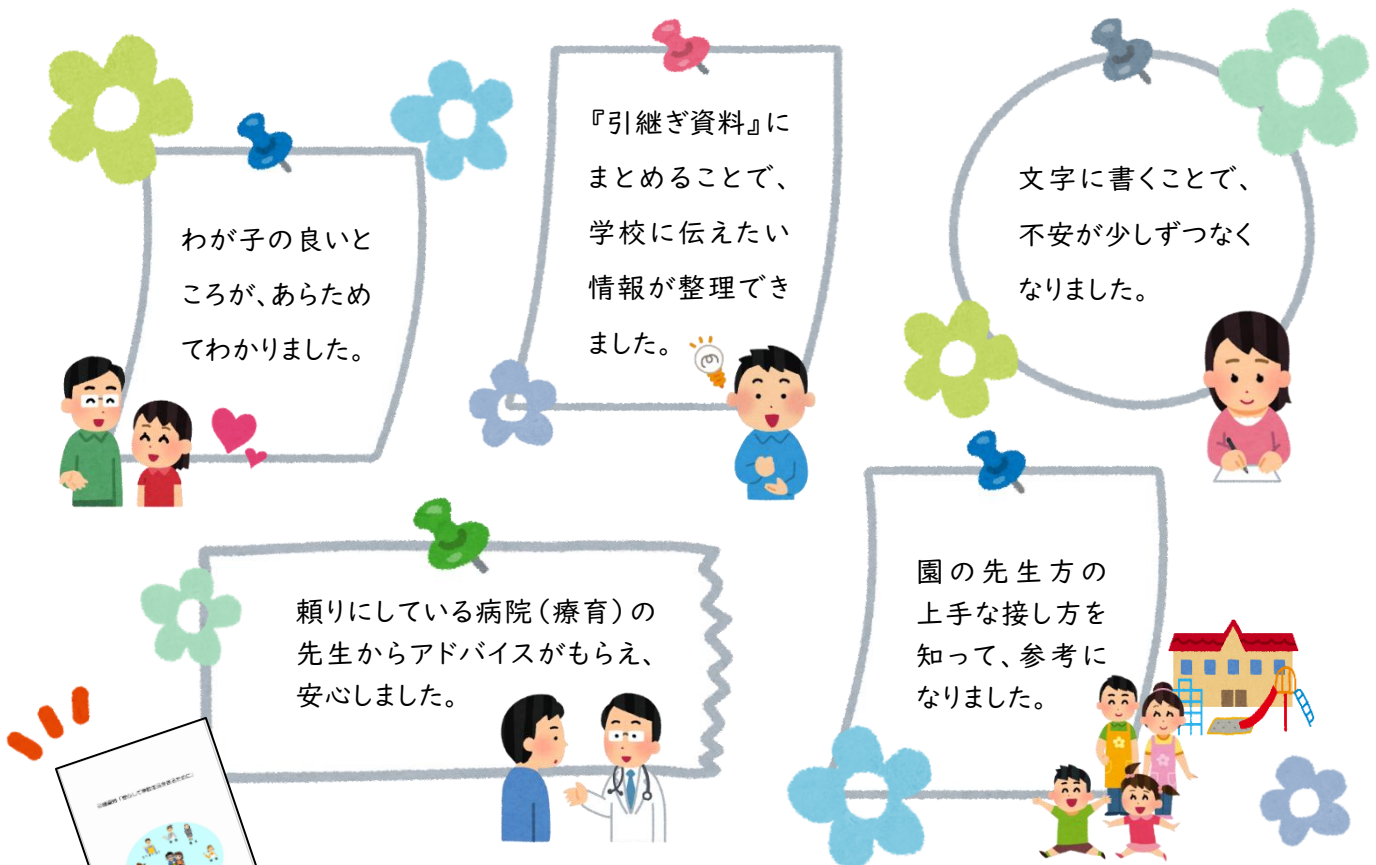 わが子の良いと
ころが、あらため
てわかりました。
『引継ぎ資料』に
まとめることで、
学校に伝えたい
情報が整理でき
ました。
文字に書くことで、
不安が少しずつなく
なりました。
頼りにしている病院(療育)の
先生からアドバイスがもらえ、
安心しました。
園の先生方の
上手な接し方を
知って、参考に
なりました。